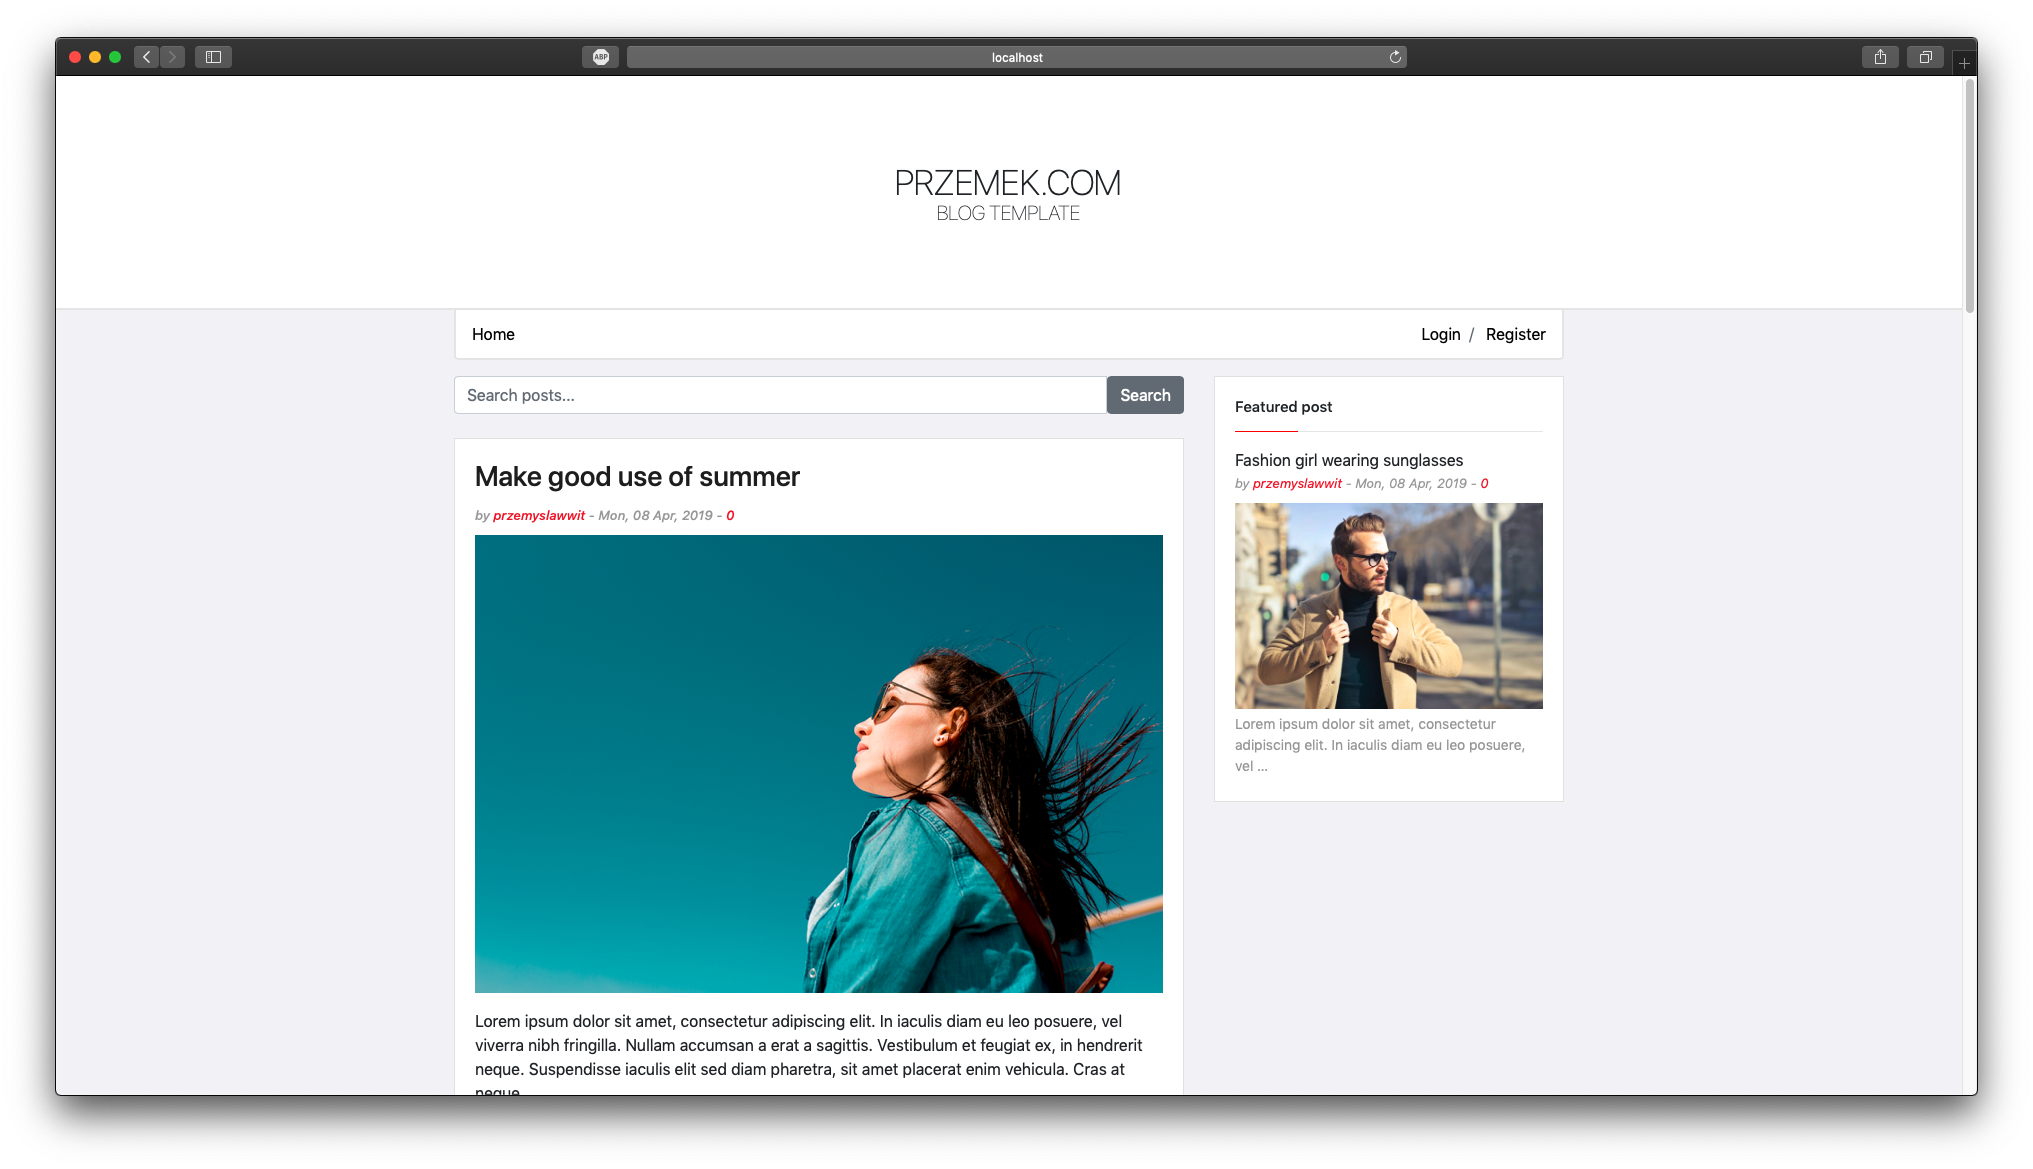 ABP
localhost
PRZEMEK.COM
BLOG TEMPLATE
Home
Login / Register
Search posts...
Search
Make good use of summer
by przemyslawwit - Mon, 08 Apr, 2019 - 0
Lorem ipsum dolor sit amet, consectetur adipiscing elit. In iaculis diam eu leo posuere, vel
viverra nibh fringilla. Nullam accumsan a erat a sagittis. Vestibulum et feugiat ex, in hendrerit
neque. Suspendisse iaculis elit sed diam pharetra, sit amet placerat enim vehicula. Cras at
neque
Featured post
Fashion girl wearing sunglasses
by przemyslawwit - Mon, 08 Apr, 2019 - 0
Lorem ipsum dolor sit amet, consectetur
adipiscing elit. In iaculis diam eu leo posuere,
vel ...